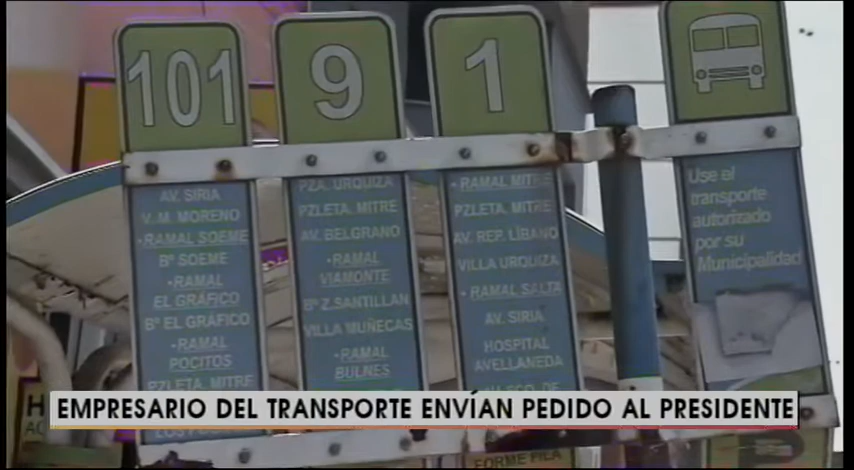 101
AV. SIRIA
V. M. MORENO
•RAMAL SOEME
Bº SOEME
•RAMAL
EL GRÁFICO
Bº EL GRÁFICO
•RAMAL
POCITOS
PZLETA. MITRE
9
PZA. URQUIZA
PZLETA. MITRE
AV. BELGRANO
•RAMAL
VIAMONTE
Bº Z.SANTILLAN
VILLA MUÑECAS
•RAMAL
BULNES
1
•RAMAL MITRE
PZLETA. MITRE
AV. REP. LÍBANO
VILLA URQUIZA
•RAMAL SALTA
AV. SIRIA
HOSPITAL
AVELLANEDA
FORME FILA
Use el
transporte
autorizado
por su
Municipalidad
EMPRESARIO DEL TRANSPORTE ENVÍAN PEDIDO AL PRESIDENTE